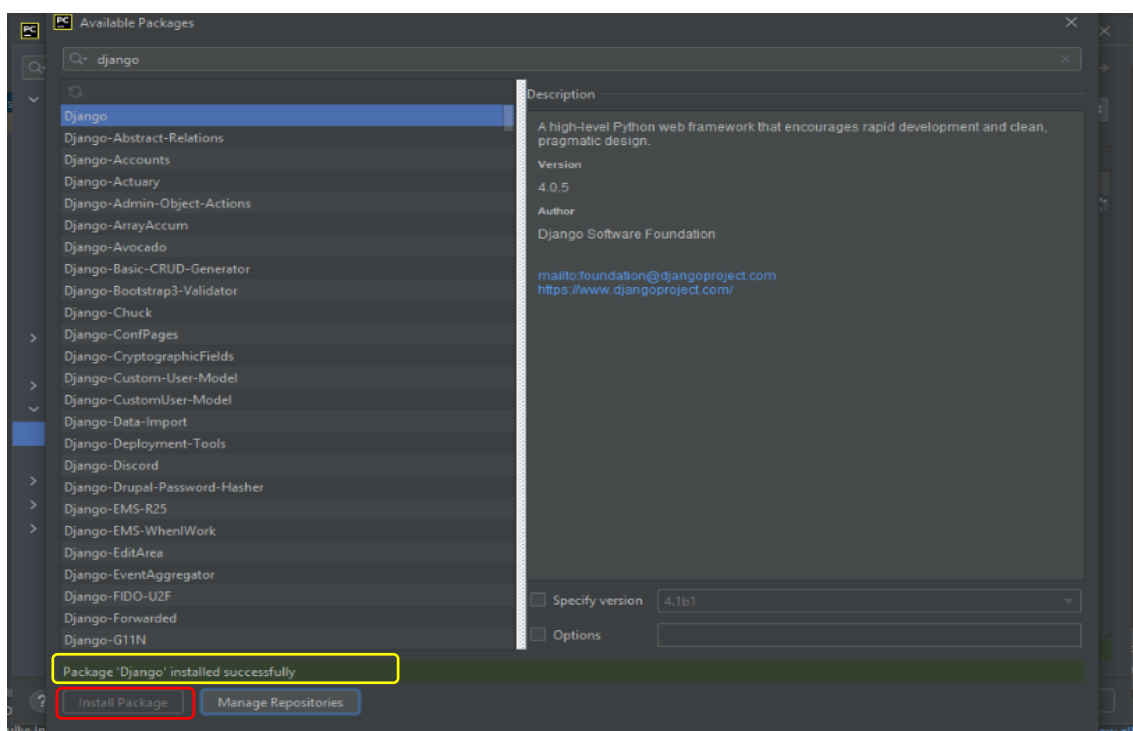 PC
PC Available Packages
django
Django
Django-Abstract-Relations
Django-Accounts
Django-Actuary
Django-Admin-Object-Actions
Django-ArrayAccum
Django-Avocado
Django-Basic-CRUD-Generator
Django-Bootstrap3-Validator
Django-Chuck
Django-ConfPages
Django-CryptographicFields
Django-Custom-User-Model
Django-CustomUser-Model
Django-Data-Import
Django-Deployment-Tools
Django-Discord
Django-Drupal-Password-Hasher
Django-EMS-R25
Django-EMS-WhenIWork
Django-EditArea
Django-EventAggregator
Django-FIDO-U2F
Django-Forwarded
Django-G11N
Description
A high-level Python web framework that encourages rapid development and clean,
pragmatic design.
Version
4.0.5
Author
Django Software Foundation
mailto:foundation@djangoproject.com
https://www.djangoproject.com/
Specify version 4.1b1
Options
Package 'Django' installed successfully
? Install Package Manage Repositories